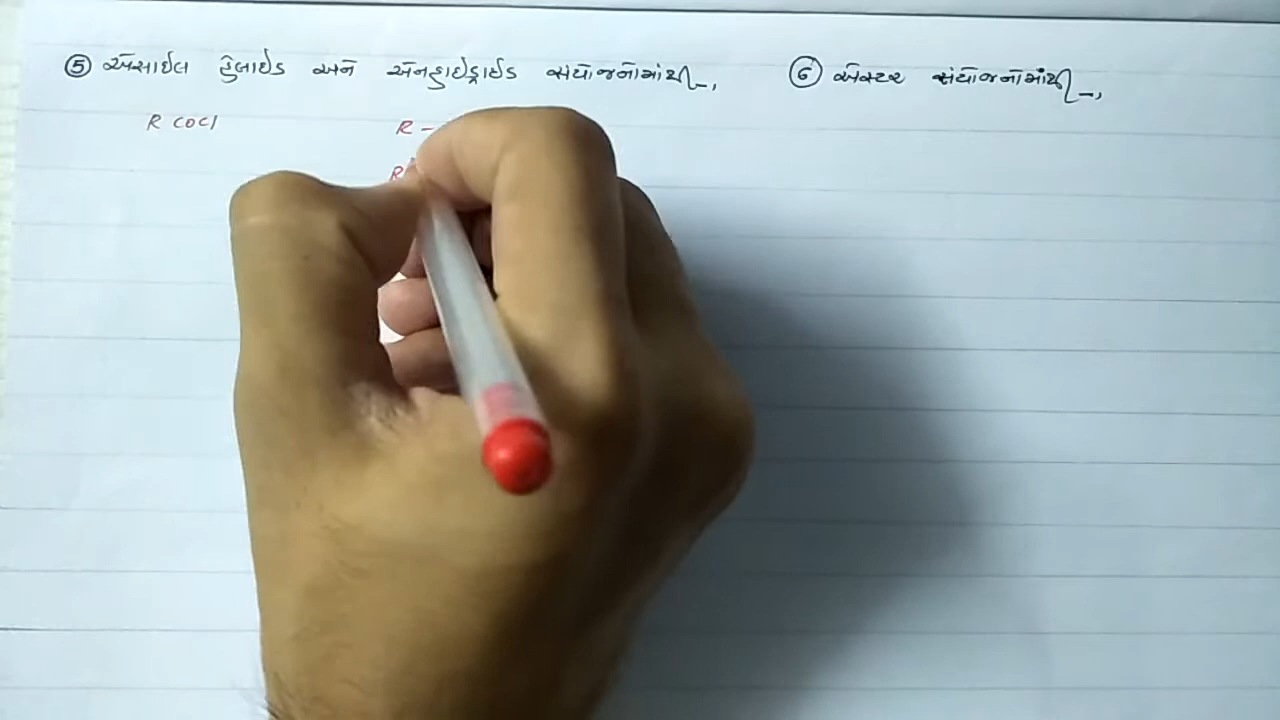 ⑤ એસાઈલ હેલાઈડ અને એનહાઈડ્રાઈડ સંયોજનોમાંથી -,
⑥ એસ્ટર સંયોજનોમાંથી -,
R COCl
R -
R